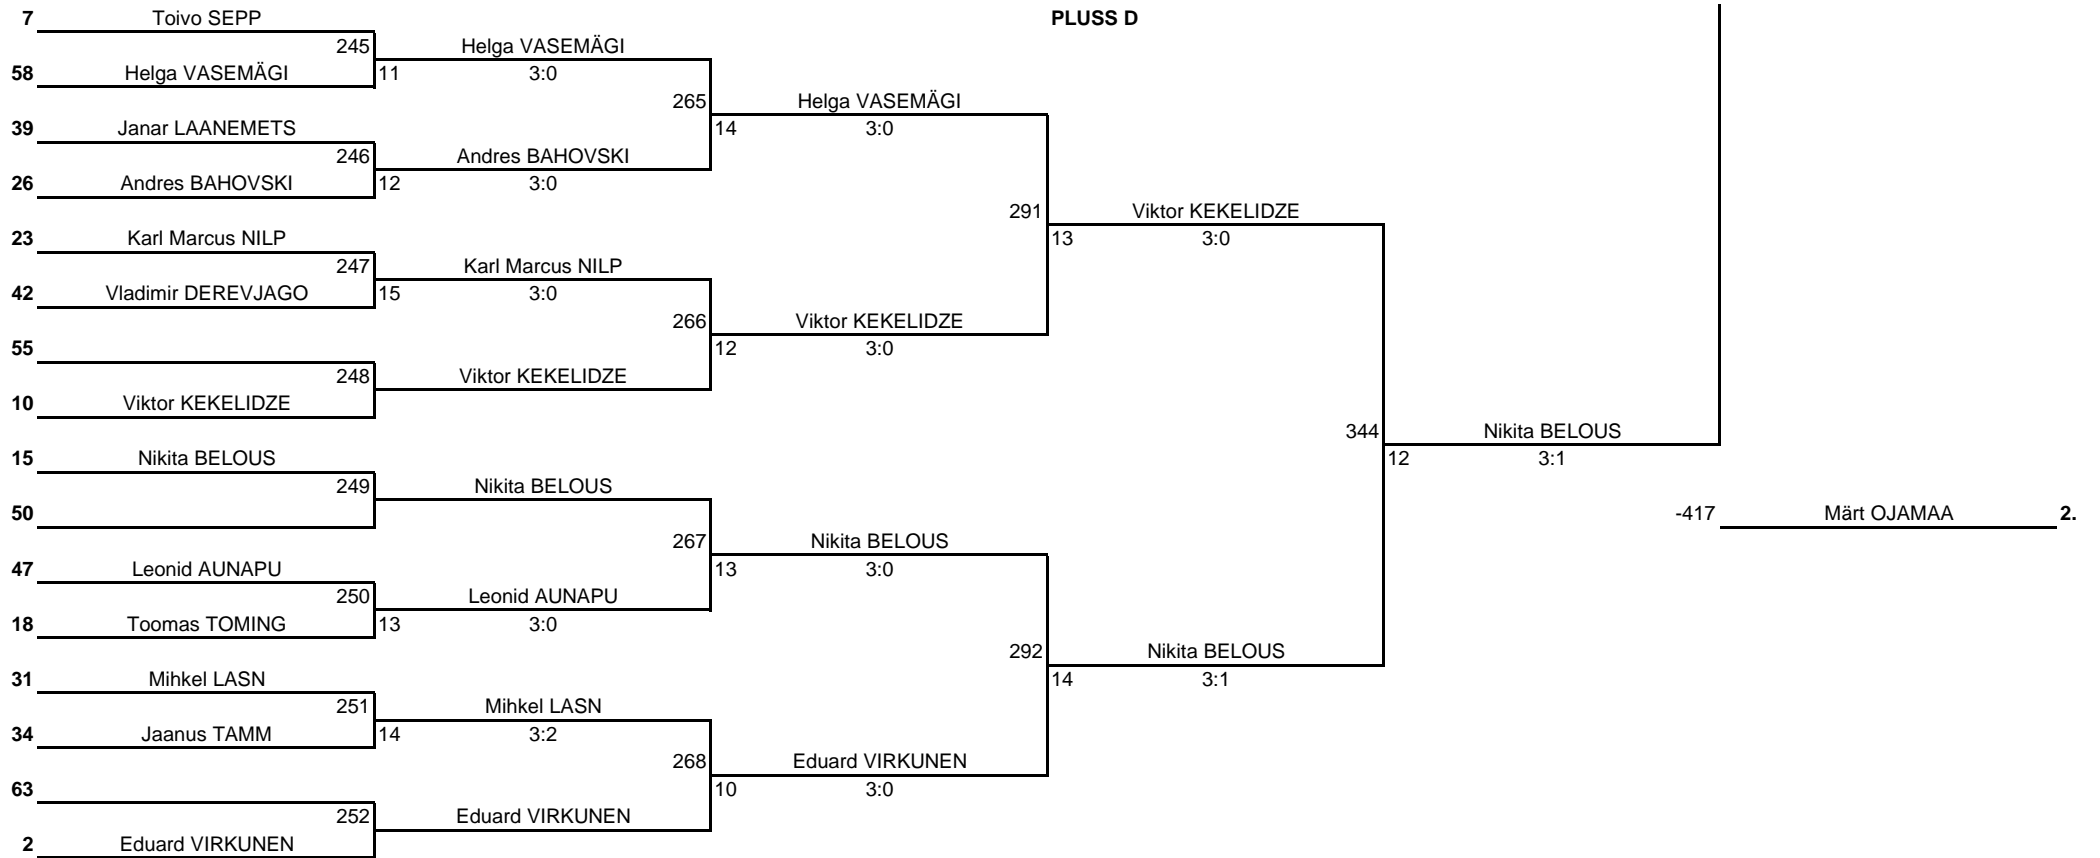 7 Toivo SEPP PLUSS D
245 Helga VASEMÄGI
58 Helga VASEMÄGI 11 3:0
265 Helga VASEMÄGI
39 Janar LAANEMETS 14 3:0
246 Andres BAHOVSKI
26 Andres BAHOVSKI 12 3:0
291 Viktor KEKELIDZE
23 Karl Marcus NILP 13 3:0
247 Karl Marcus NILP
42 Vladimir DEREVJAGO 15 3:0
266 Viktor KEKELIDZE
55 12 3:0
248 Viktor KEKELIDZE
10 Viktor KEKELIDZE
344 Nikita BELOUS
15 Nikita BELOUS 12 3:1
249 Nikita BELOUS
50 -417 Märt OJAMAA 2.
267 Nikita BELOUS
47 Leonid AUNAPU 13 3:0
250 Leonid AUNAPU
18 Toomas TOMING 13 3:0
292 Nikita BELOUS
31 Mihkel LASN 14 3:1
251 Mihkel LASN
34 Jaanus TAMM 14 3:2
268 Eduard VIRKUNEN
63 10 3:0
252 Eduard VIRKUNEN
2 Eduard VIRKUNEN